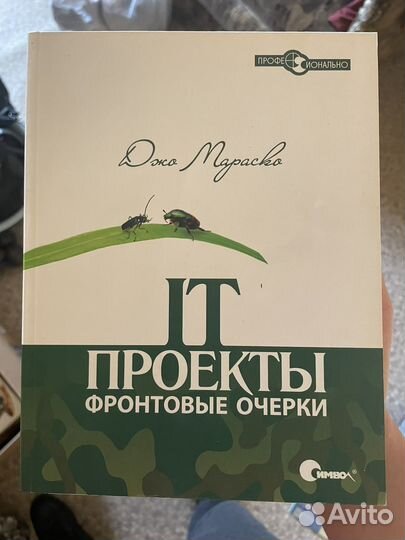 ПРОФЕССИОНАЛЬНО
Джо Мараско
IT
ПРОЕКТЫ
ФРОНТОВЫЕ ОЧЕРКИ
Символ®
Avito